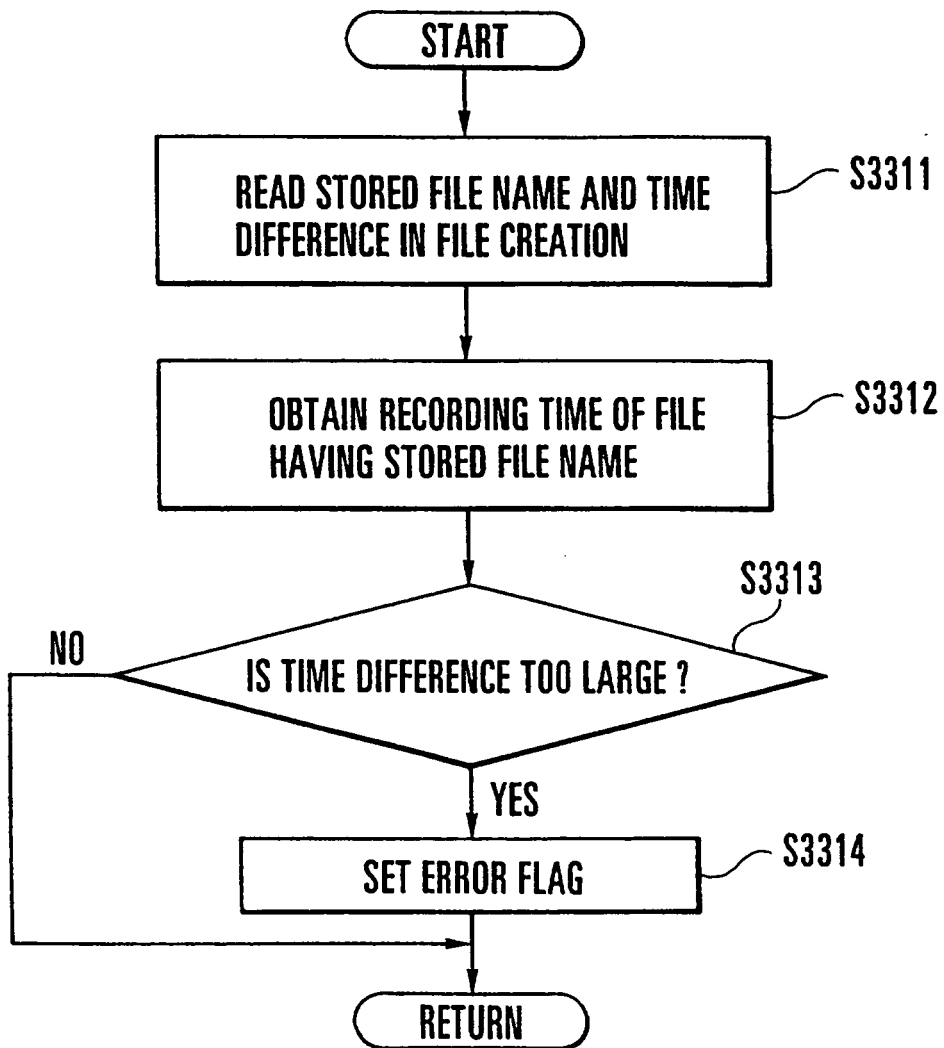 START
READ STORED FILE NAME AND TIME
DIFFERENCE IN FILE CREATION
S3311
OBTAIN RECORDING TIME OF FILE
HAVING STORED FILE NAME
S3312
S3313
NO
IS TIME DIFFERENCE TOO LARGE ?
YES
SET ERROR FLAG
S3314
RETURN